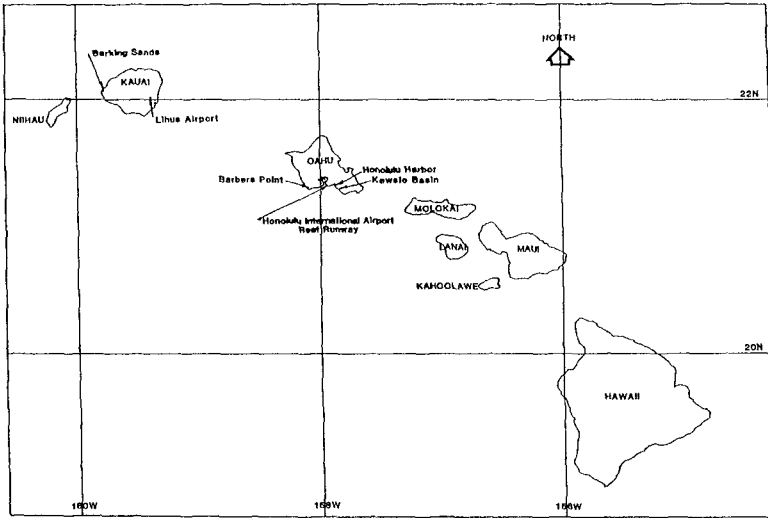 NORTH
Barking Sands
KAUAI
22N
NIIHAU
Lihue Airport
OAHU
Honolulu Harbor
Barbers Point
Kewalo Basin
MOLOKAI
Honolulu International Airport
Reef Runway
LANAI
MAUI
KAHOOLAWE
20N
HAWAII
160W
158W
156W